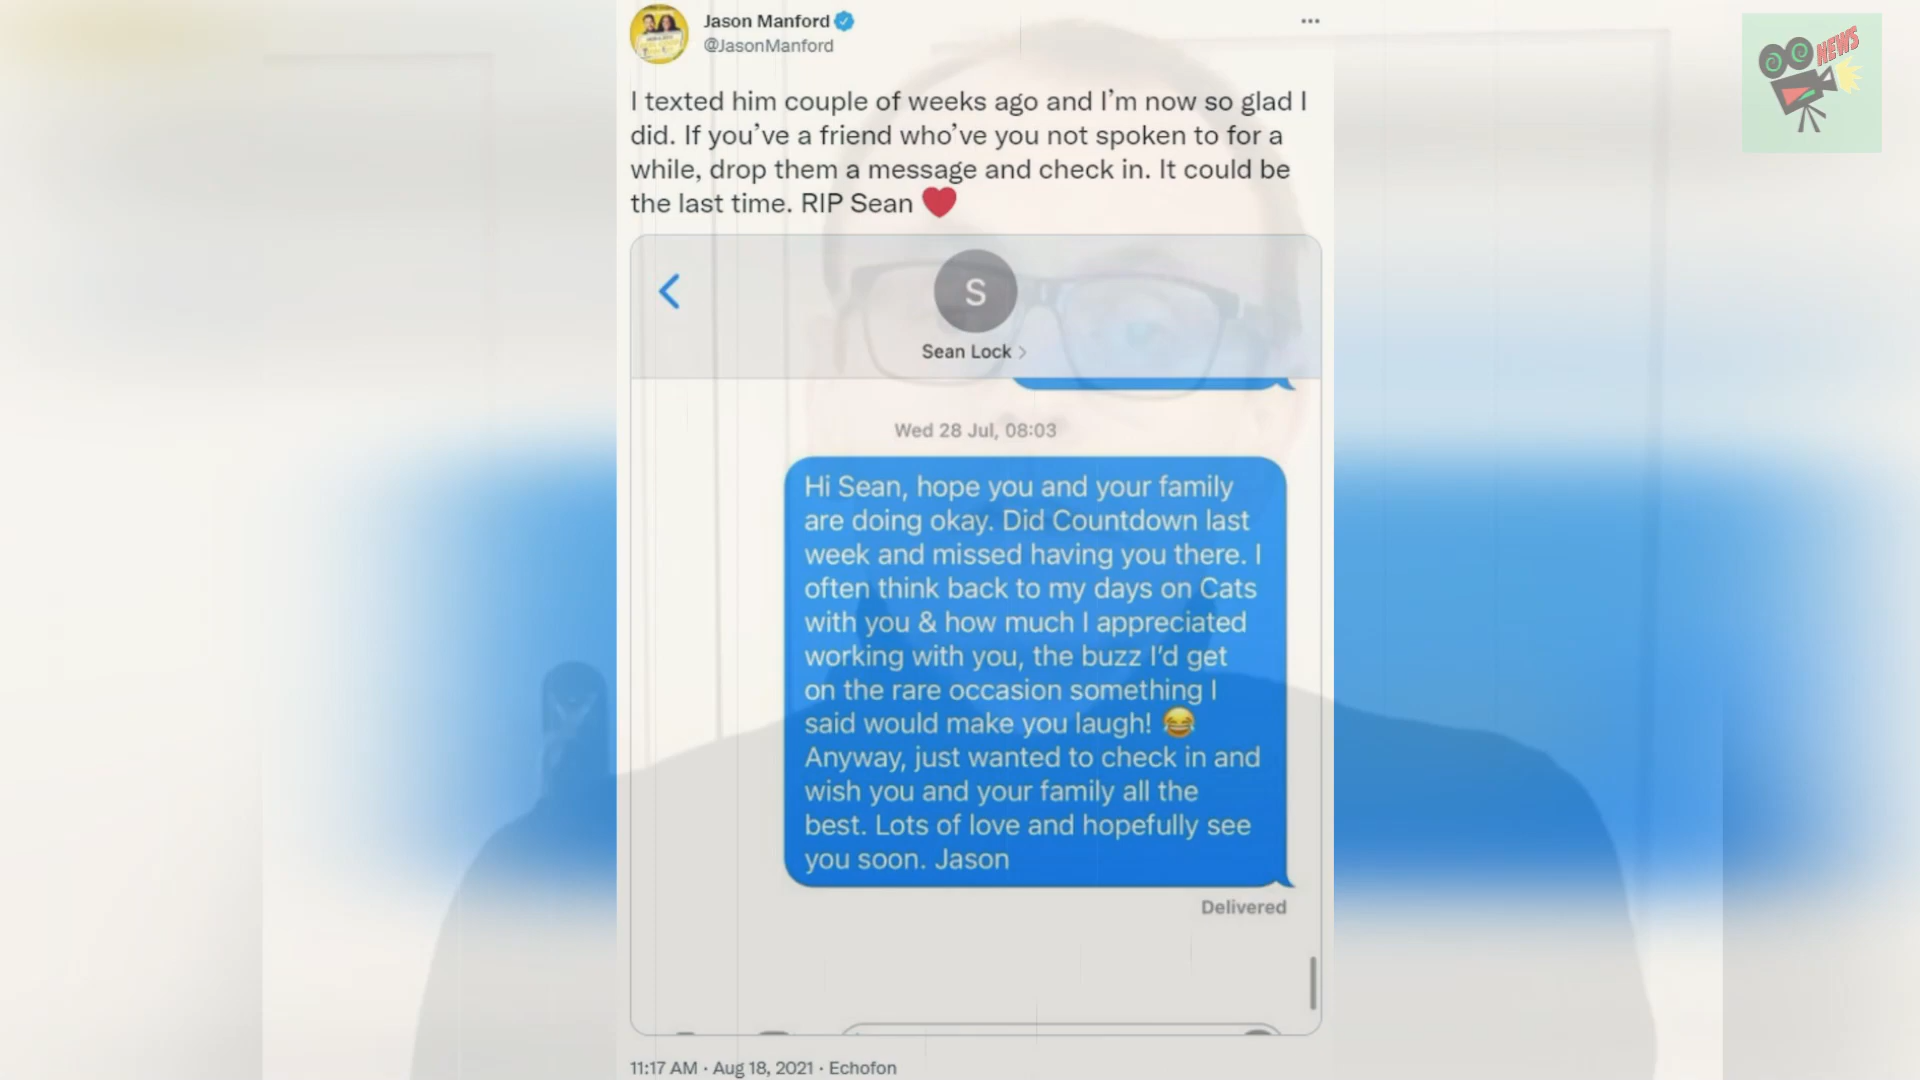 Jason Manford
@JasonManford
NEWS
I texted him couple of weeks ago and I’m now so glad I
did. If you’ve a friend who’ve you not spoken to for a
while, drop them a message and check in. It could be
the last time. RIP Sean ❤️
S
Sean Lock >
Wed 28 Jul, 08:03
Hi Sean, hope you and your family
are doing okay. Did Countdown last
week and missed having you there. I
often think back to my days on Cats
with you & how much I appreciated
working with you, the buzz I’d get
on the rare occasion something I
said would make you laugh! 😂
Anyway, just wanted to check in and
wish you and your family all the
best. Lots of love and hopefully see
you soon. Jason
Delivered
11:17 AM · Aug 18, 2021 · Echofon